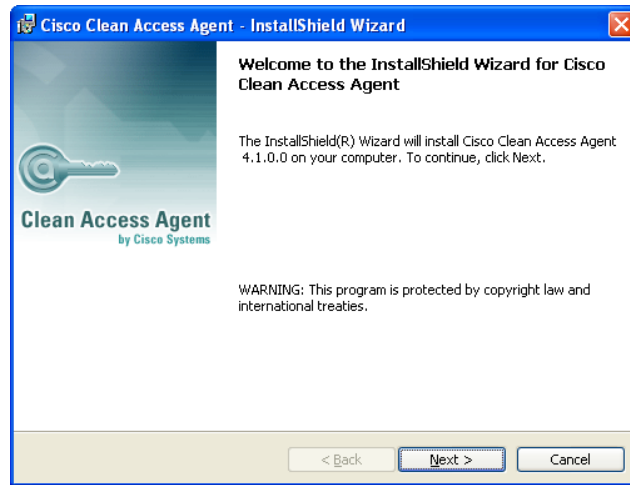 Cisco Clean Access Agent - InstallShield Wizard
Welcome to the InstallShield Wizard for Cisco
Clean Access Agent
The InstallShield(R) Wizard will install Cisco Clean Access Agent
4.1.0.0 on your computer. To continue, click Next.
Clean Access Agent
by Cisco Systems
WARNING: This program is protected by copyright law and
international treaties.
< Back
Next >
Cancel